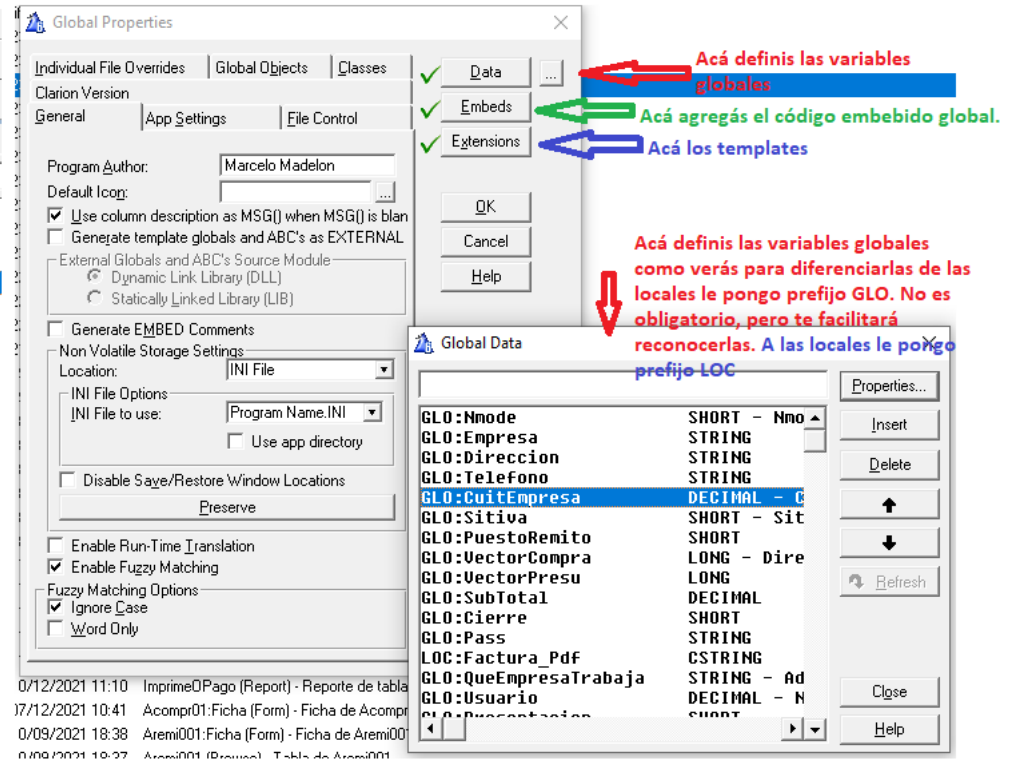 Global Properties
Individual File Overrides
Global Objects
Classes
Clarion Version
General
App Settings
File Control
Data
...
Embeds
Extensions
Acá definis las variables
globales
Acá agregás el código embebido global.
Acá los templates
Program Author:
Marcelo Madelon
Default Icon:
...
Use column description as MSG() when MSG() is blan
Generate template globals and ABC's as EXTERNAL
External Globals and ABC's Source Module
Dynamic Link Library (DLL)
Statically Linked Library (LIB)
Generate EMBED Comments
Non Volatile Storage Settings
Location:
INI File
INI File Options
INI File to use:
Program Name.INI
Use app directory
Disable Save/Restore Window Locations
Preserve
Enable Run-Time Translation
Enable Fuzzy Matching
Fuzzy Matching Options
Ignore Case
Word Only
OK
Cancel
Help
Acá definis las variables globales
como verás para diferenciarlas de las
locales le pongo prefijo GLO. No es
obligatorio, pero te facilitará
reconocerlas. A las locales le pongo
prefijo LOC
Global Data
Properties...
Insert
Delete
Refresh
Close
Help
GLO:Nmode SHORT - Nmo
GLO:Empresa STRING
GLO:Direccion STRING
GLO:Telefono STRING
GLO:CuitEmpresa DECIMAL - C
GLO:Sitiva SHORT - Sit
GLO:PuestoRemito SHORT
GLO:VectorCompra LONG - Dire
GLO:VectorPresu LONG
GLO:SubTotal DECIMAL
GLO:Cierre SHORT
GLO:Pass STRING
LOC:Factura_Pdf CSTRING
GLO:QueEmpresaTrabaja STRING - Ad
GLO:Usuario DECIMAL - N
0/12/2021 11:10 ImprimeOPago (Report) - Reporte de tabla
07/12/2021 10:41 Acompr01:Ficha (Form) - Ficha de Acompr
0/09/2021 18:38 Aremi001:Ficha (Form) - Ficha de Aremi00
0/09/2021 18:37 Aremi001 (Browse) - Tabla de Aremi001